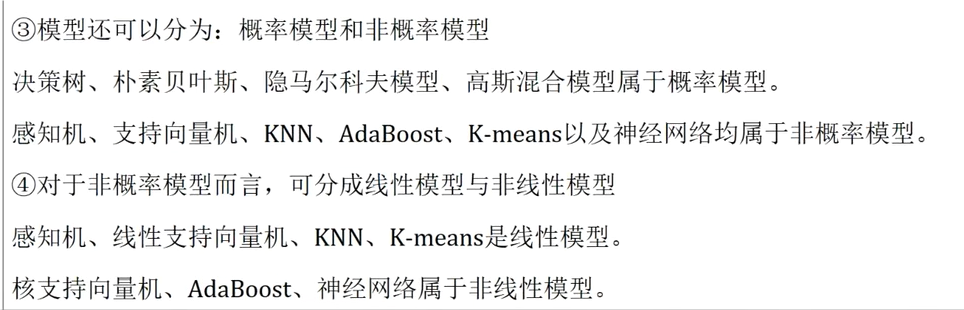 ③模型还可以分为：概率模型和非概率模型
决策树、朴素贝叶斯、隐马尔科夫模型、高斯混合模型属于概率模型。
感知机、支持向量机、KNN、AdaBoost、K-means以及神经网络均属于非概率模型。
④对于非概率模型而言，可分成线性模型与非线性模型
感知机、线性支持向量机、KNN、K-means是线性模型。
核支持向量机、AdaBoost、神经网络属于非线性模型。